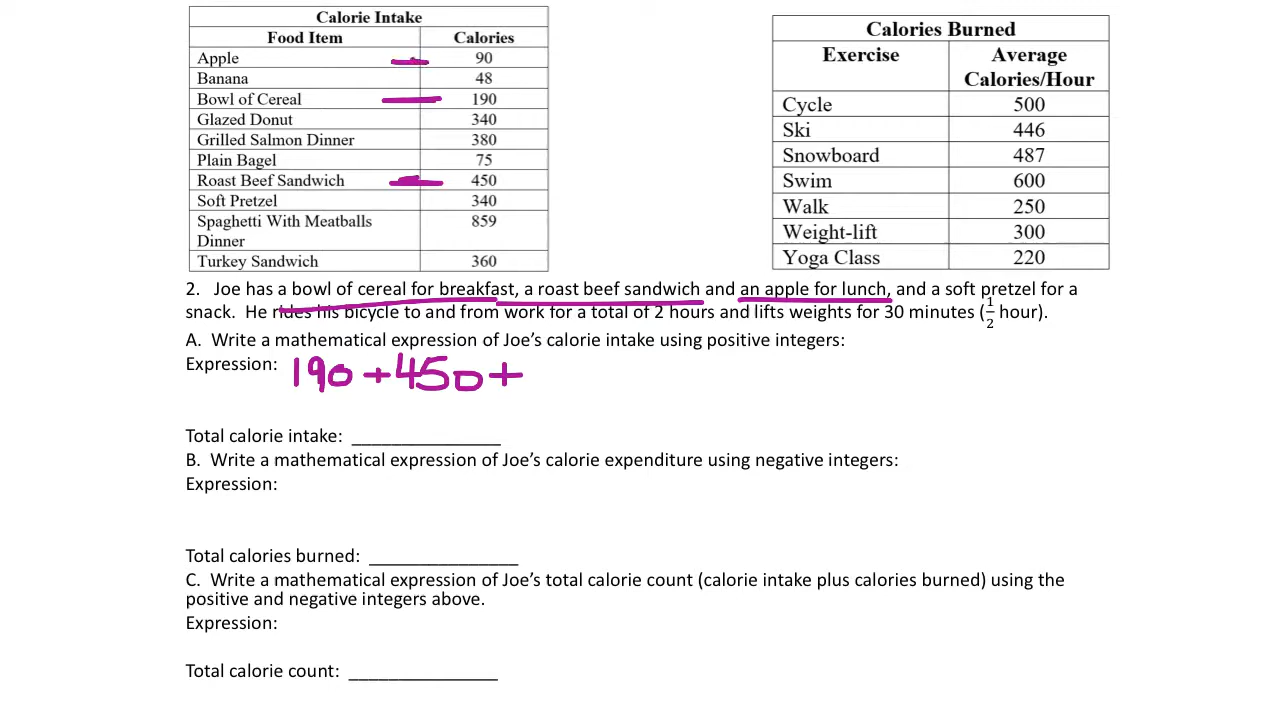 Calorie Intake
Food Item Calories
Apple 90
Banana 48
Bowl of Cereal 190
Glazed Donut 340
Grilled Salmon Dinner 380
Plain Bagel 75
Roast Beef Sandwich 450
Soft Pretzel 340
Spaghetti With Meatballs 859
Dinner
Turkey Sandwich 360
Calories Burned
Exercise Average
Calories/Hour
Cycle 500
Ski 446
Snowboard 487
Swim 600
Walk 250
Weight-lift 300
Yoga Class 220
2. Joe has a bowl of cereal for breakfast, a roast beef sandwich and an apple for lunch, and a soft pretzel for a
snack. He rides his bicycle to and from work for a total of 2 hours and lifts weights for 30 minutes (1/2 hour).
A. Write a mathematical expression of Joe’s calorie intake using positive integers:
Expression: 190 + 450 +
Total calorie intake: _______________
B. Write a mathematical expression of Joe’s calorie expenditure using negative integers:
Expression:
Total calories burned: _______________
C. Write a mathematical expression of Joe’s total calorie count (calorie intake plus calories burned) using the
positive and negative integers above.
Expression:
Total calorie count: _______________